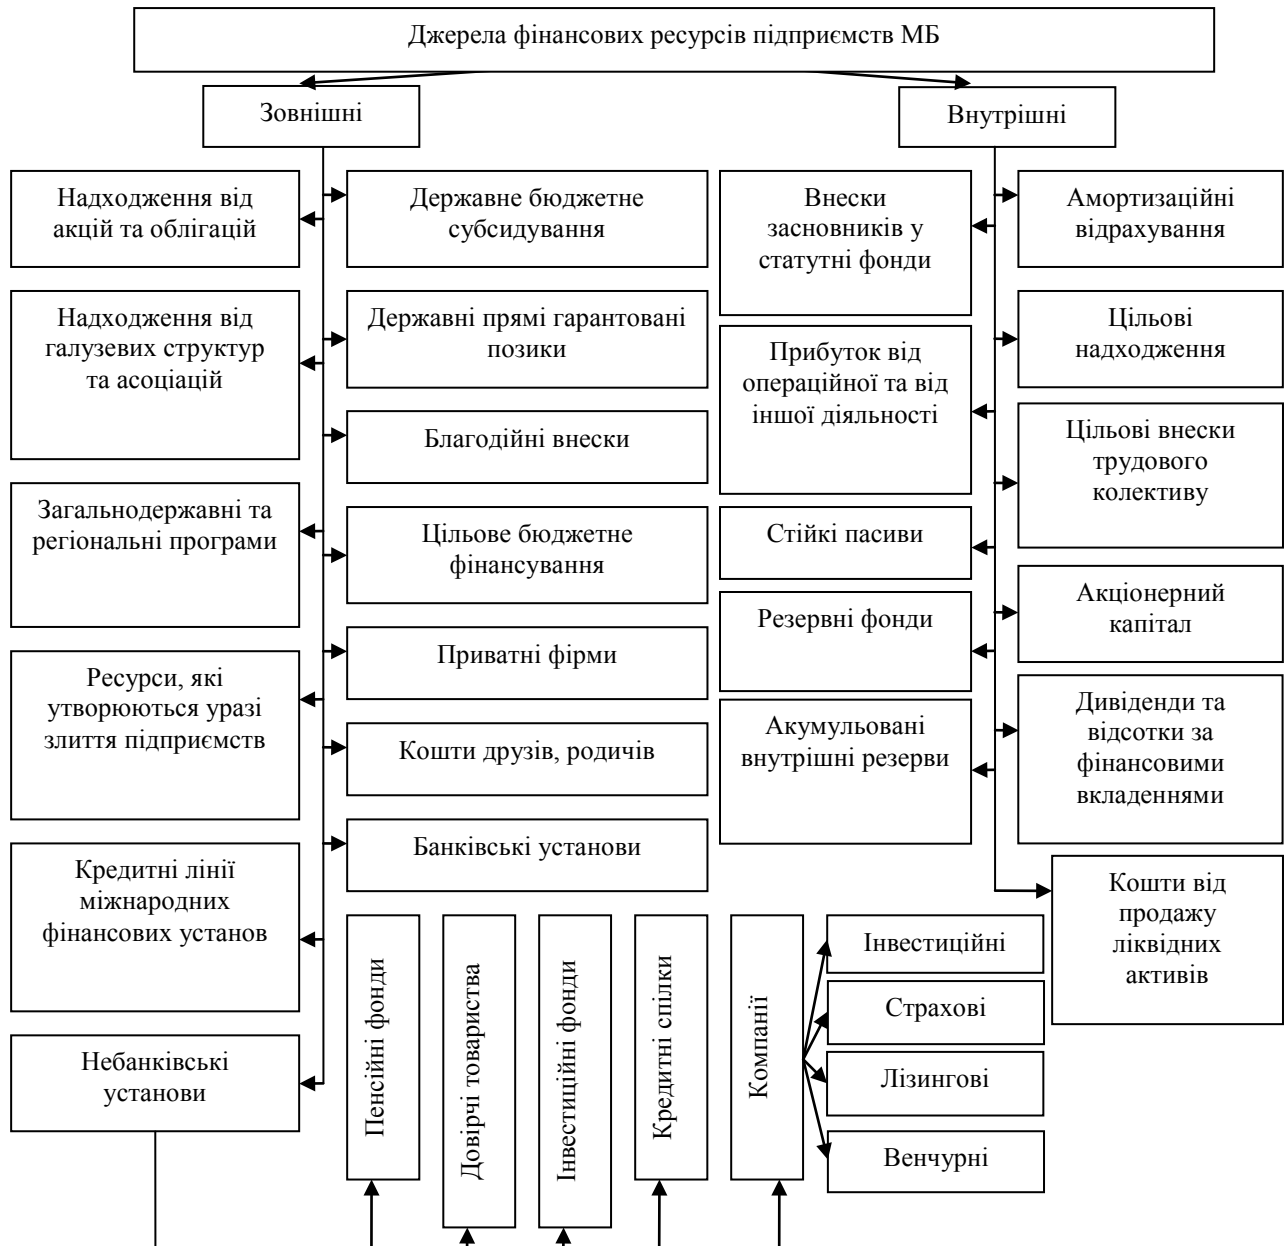 Джерела фінансових ресурсів підприємств МБ
Зовнішні
Внутрішні
Надходження від
акцій та облігацій
Надходження від
галузевих структур
та асоціацій
Загальнодержавні та
регіональні програми
Ресурси, які
утворюються уразі
злиття підприємств
Кредитні лінії
міжнародних
фінансових установ
Небанківські
установи
Державне бюджетне
субсидування
Державні прямі гарантовані
позики
Благодійні внески
Цільове бюджетне
фінансування
Приватні фірми
Кошти друзів, родичів
Банківські установи
Внески
засновників у
статутні фонди
Прибуток від
операційної та від
іншої діяльності
Стійкі пасиви
Резервні фонди
Акумульовані
внутрішні резерви
Амортизаційні
відрахування
Цільові
надходження
Цільові внески
трудового
колективу
Акціонерний
капітал
Дивіденди та
відсотки за
фінансовими
вкладеннями
Кошти від
продажу
ліквідних
активів
Пенсійні фонди
Довірчі товариства
Інвестиційні фонди
Кредитні спілки
Компанії
Інвестиційні
Страхові
Лізингові
Венчурні